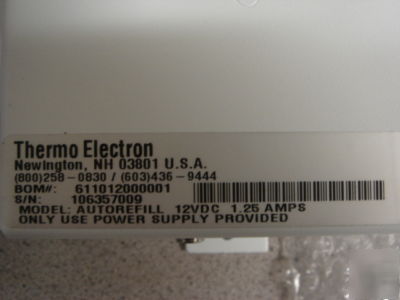 Thermo Electron
Newington, NH 03801 U.S.A.
(800)258-0830 / (603)436-9444
BOM#: 611012000001
S/N: 106357009
MODEL: AUTOREFILL 12VDC 1.25 AMPS
ONLY USE POWER SUPPLY PROVIDED